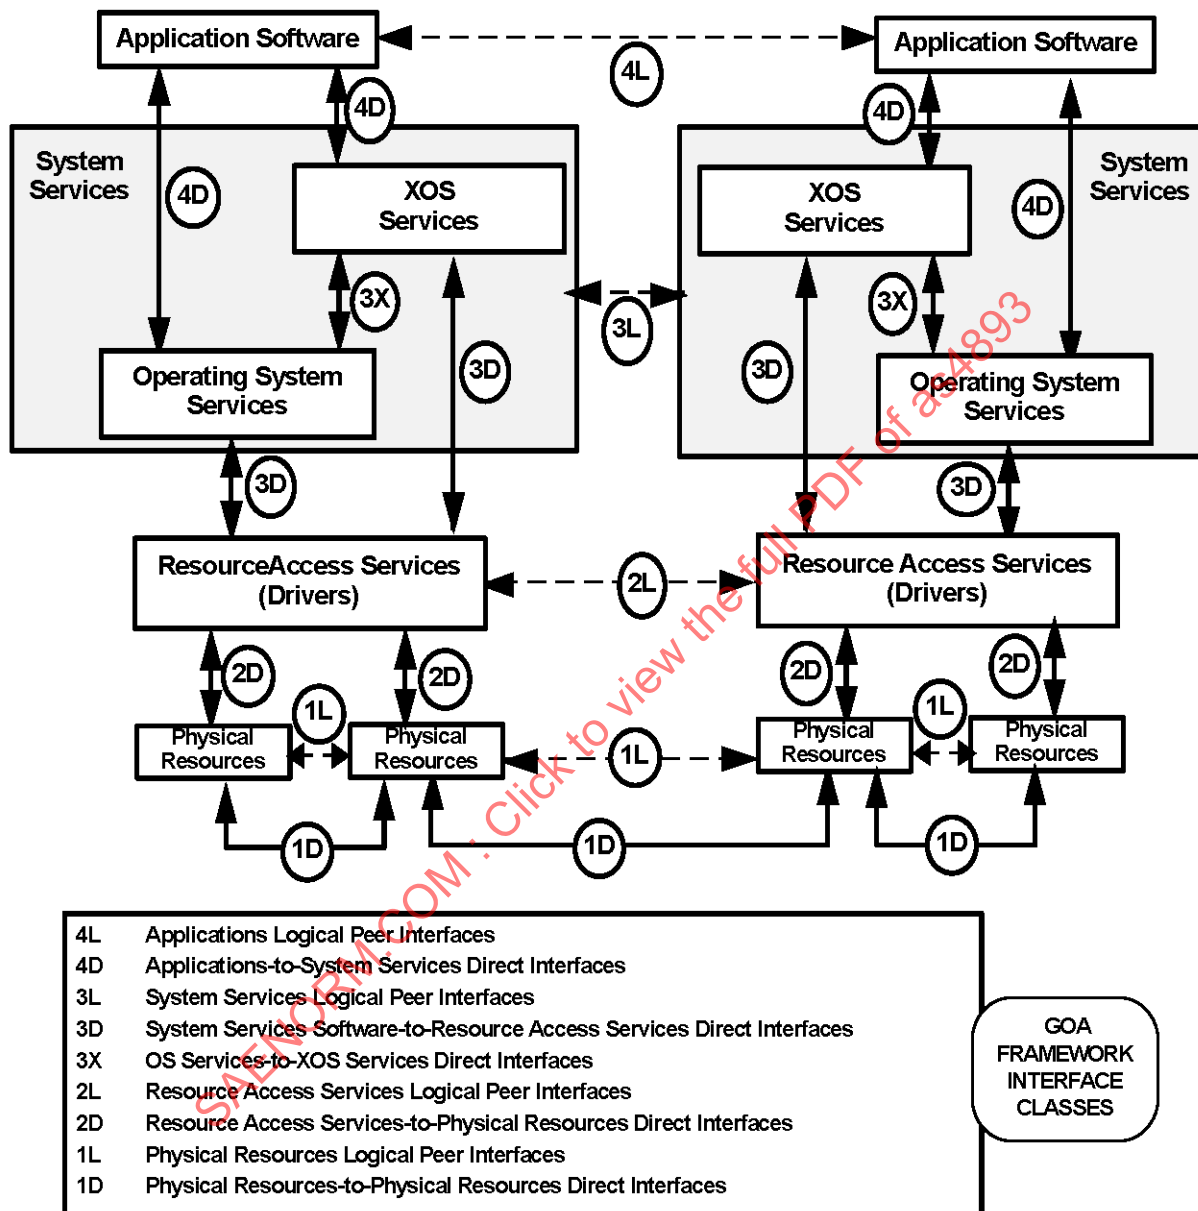 Application Software
Application Software
4L
4D
4D
4D
4D
System
Services
XOS
Services
XOS
Services
System
Services
3X
3L
3X
3D
3D
Operating System
Services
Operating System
Services
3D
3D
ResourceAccess Services
(Drivers)
2L
Resource Access Services
(Drivers)
2D
2D
2D
2D
1L
1L
Physical
Resources
Physical
Resources
1L
Physical
Resources
Physical
Resources
1D
1D
1D
4L Applications Logical Peer Interfaces
4D Applications-to-System Services Direct Interfaces
3L System Services Logical Peer Interfaces
3D System Services Software-to-Resource Access Services Direct Interfaces
3X OS Services-to-XOS Services Direct Interfaces
2L Resource Access Services Logical Peer Interfaces
2D Resource Access Services-to-Physical Resources Direct Interfaces
1L Physical Resources Logical Peer Interfaces
1D Physical Resources-to-Physical Resources Direct Interfaces
GOA
FRAMEWORK
INTERFACE
CLASSES
SAENORM.COM : Click to view the full PDF of as4893